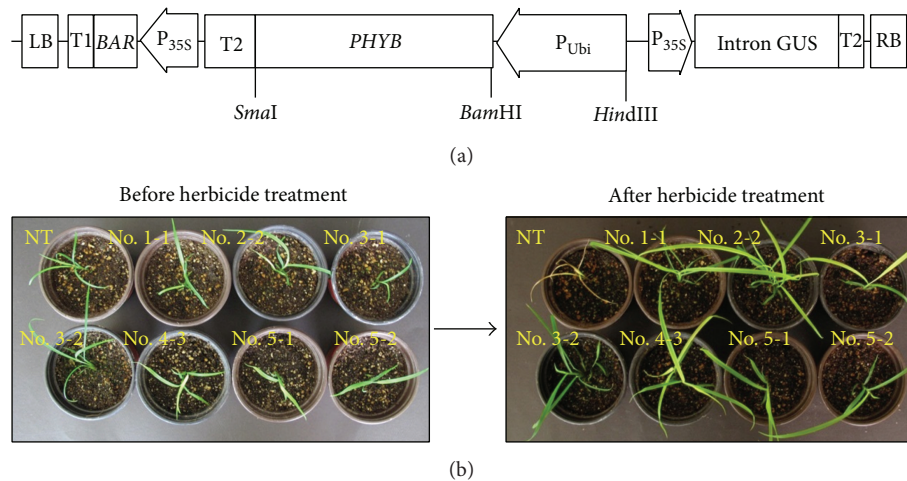 LB T1 BAR P35S T2 PHYB PUbi P35S Intron GUS T2 RB
SmaI BamHI HindIII
(a)
Before herbicide treatment After herbicide treatment
NT No. 1-1 No. 2-2 No. 3-1 NT No. 1-1 No. 2-2 No. 3-1
No. 3-2 No. 4-3 No. 5-1 No. 5-2 No. 3-2 No. 4-3 No. 5-1 No. 5-2
(b)